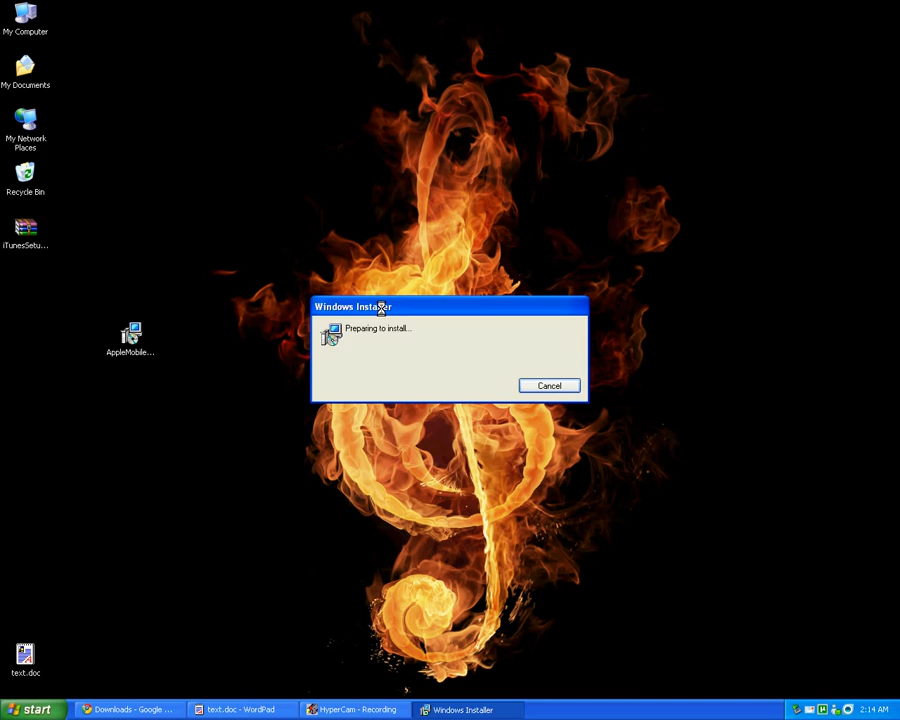 My Computer
My Documents
My Network
Places
Recycle Bin
iTunesSetu...
AppleMobile...
Windows Installer
Preparing to install...
Cancel
text.doc
start
Downloads - Google ...
text.doc - WordPad
HyperCam - Recording
Windows Installer
2:14 AM